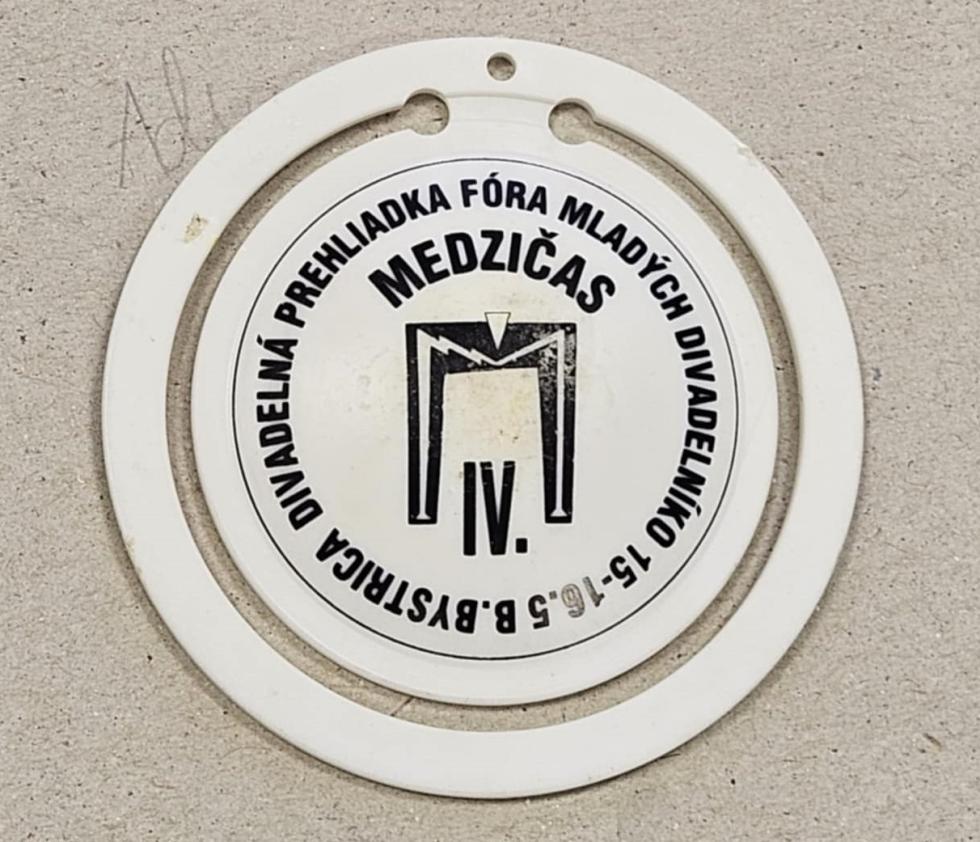 DIVADELNÁ PREHLIADKA FÓRA MLADÝCH DIVADELNÍKO 15-16.5 B.BYSTRICA
MEDZIČAS
IV.